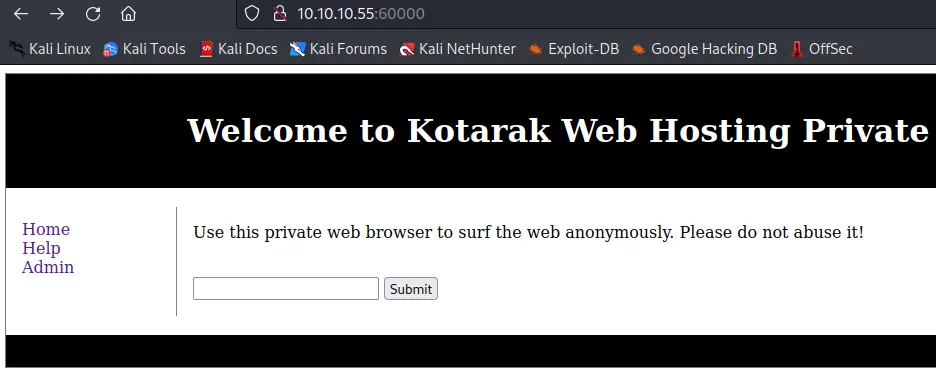 10.10.10.55:60000
Kali Linux Kali Tools Kali Docs Kali Forums Kali NetHunter Exploit-DB Google Hacking DB OffSec
Welcome to Kotarak Web Hosting Private
Home
Help
Admin
Use this private web browser to surf the web anonymously. Please do not abuse it!
Submit